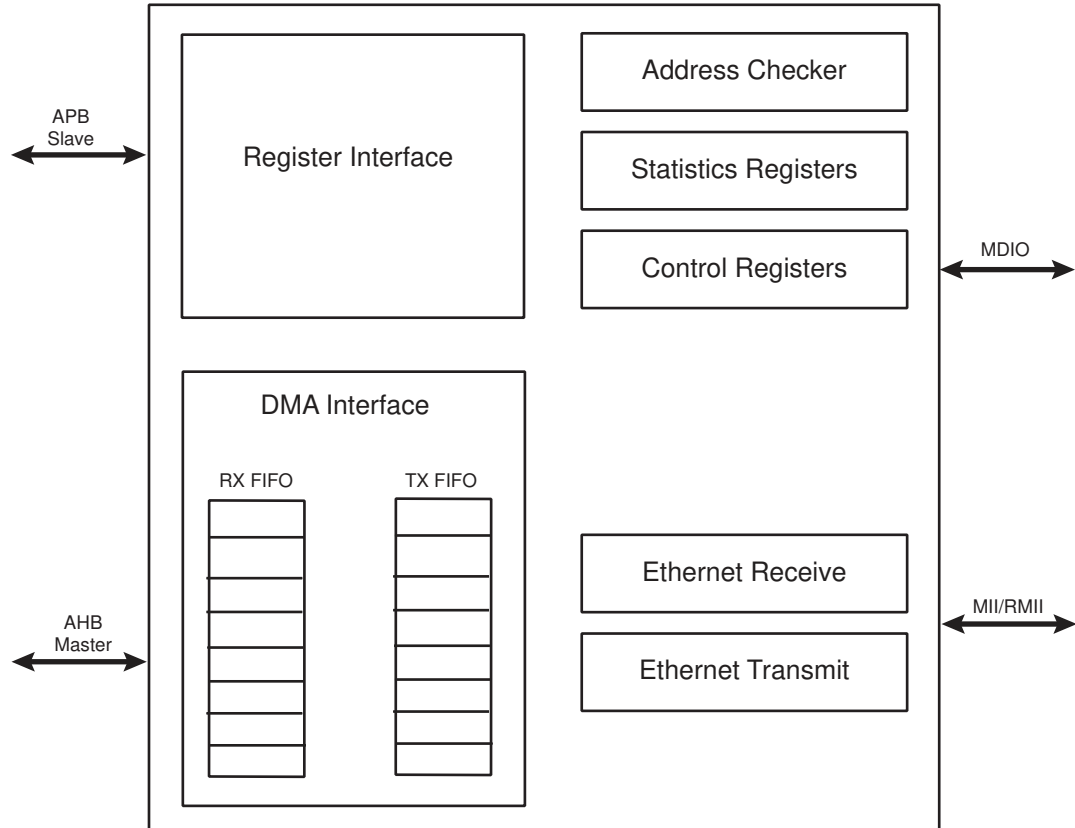 APB
Slave
Register Interface
Address Checker
Statistics Registers
Control Registers
MDIO
DMA Interface
RX FIFO
TX FIFO
AHB
Master
Ethernet Receive
Ethernet Transmit
MII/RMII